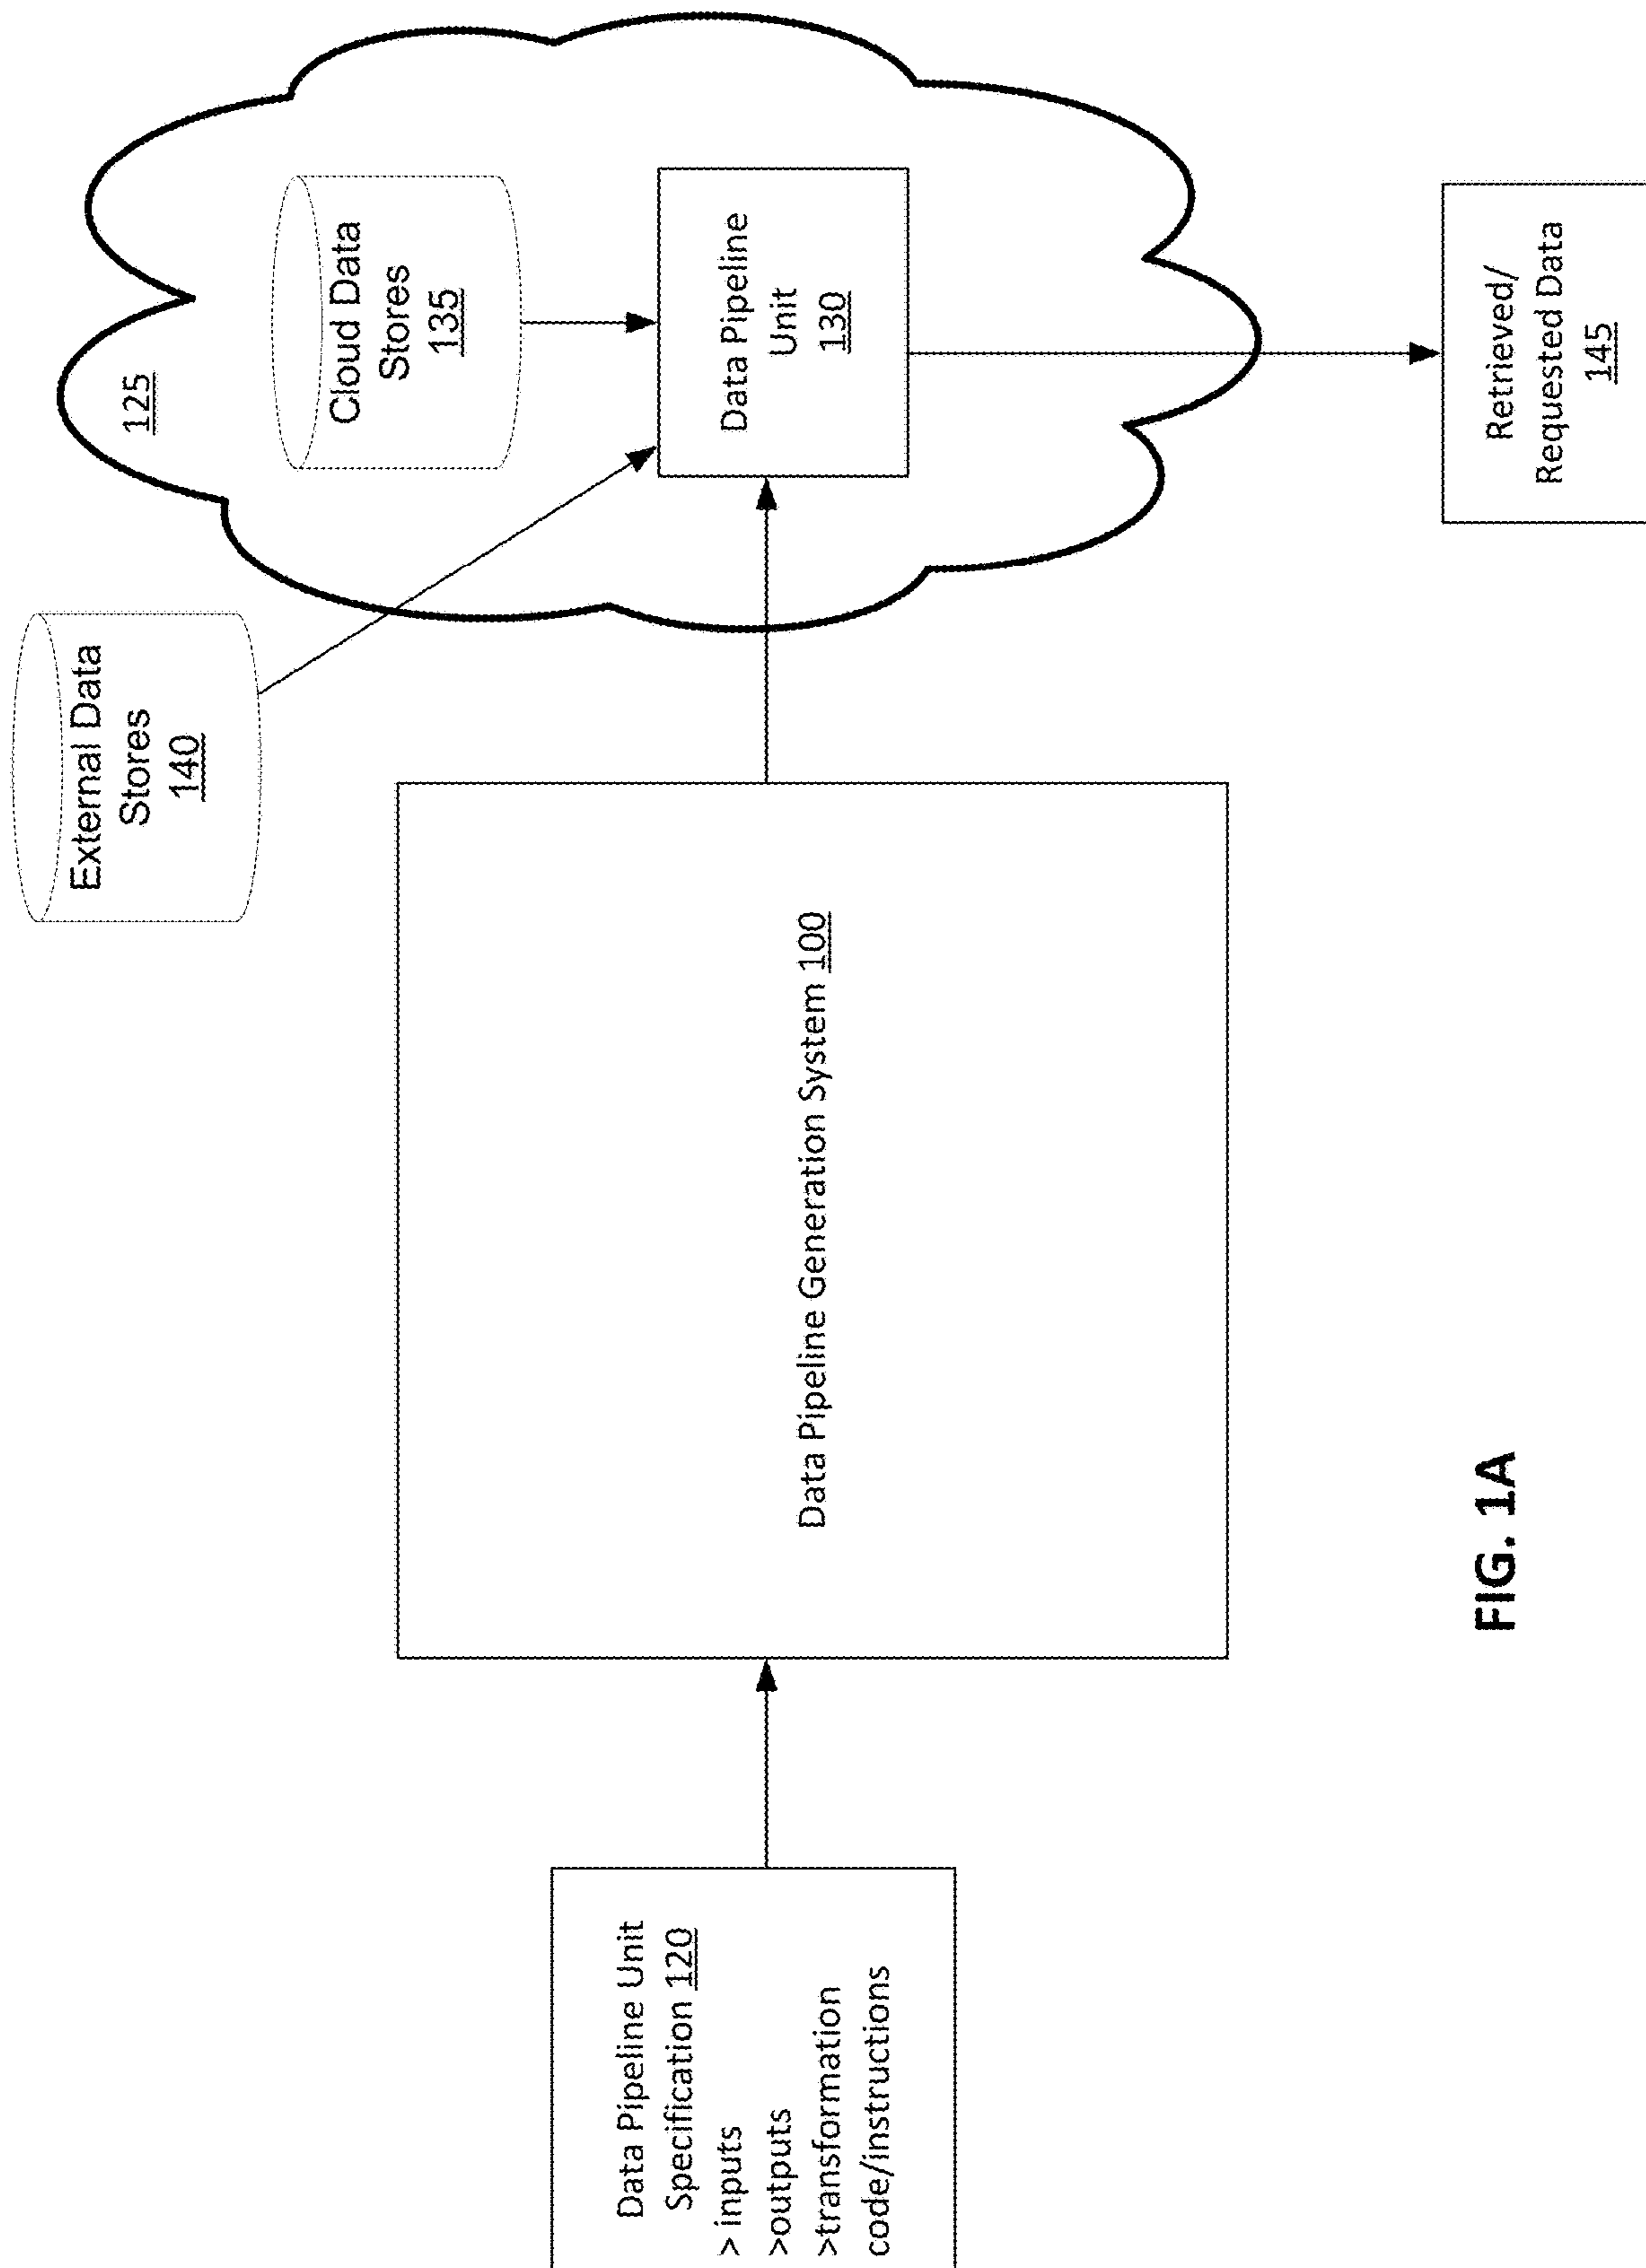 External Data
Stores
140
125
Cloud Data
Stores
135
Data Pipeline Unit
Specification 120
> inputs
>outputs
>transformation
code/instructions
Data Pipeline Generation System 100
Data Pipeline
Unit
130
Retrieved/
Requested Data
145
FIG. 1A